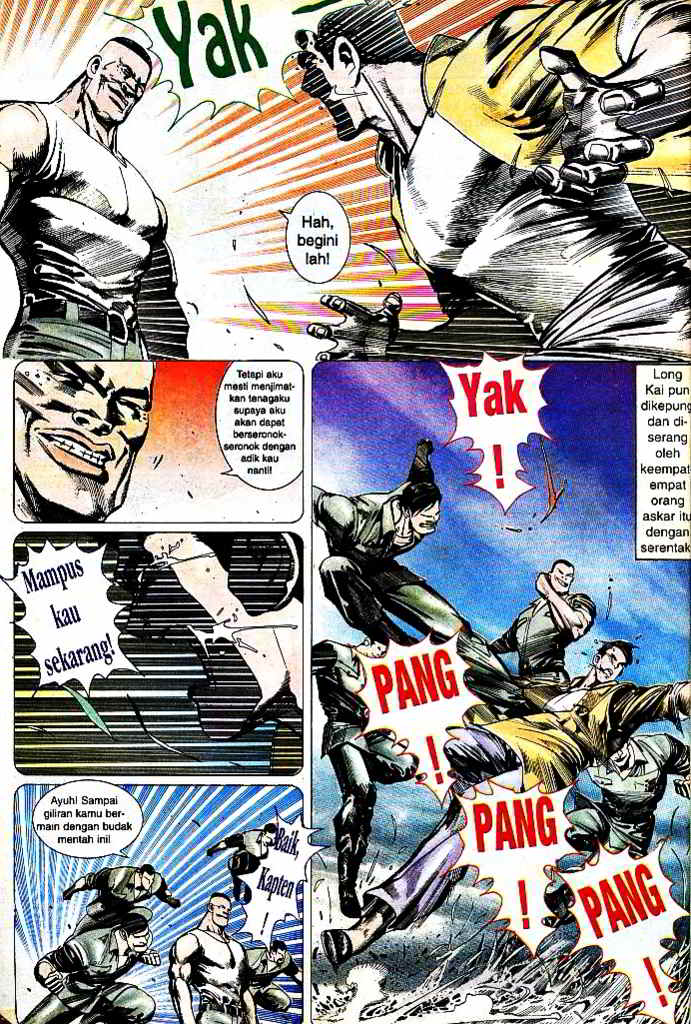 Yak
Hah,
begini
lah!
Tetapi aku
mesti menjimat-
kan tenagaku
supaya aku
akan dapat
berseronok-
seronok dengan
adik kau
nanti!
Mampus
kau
sekarang!
Ayuh! Sampai
giliran kamu ber-
main dengan budak
mentah ini!
Baik,
Kapten
!
Yak
!
Long
Kai pun
dikepung
dan di-
serang
oleh
keempat-
empat
orang
askar itu
dengan
serentak
PANG
!
PANG
!
PANG
!